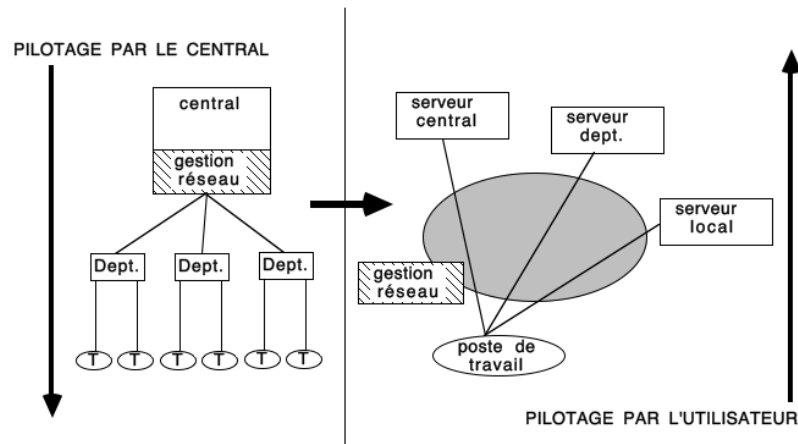 PILOTAGE PAR LE CENTRAL
central
gestion
réseau
Dept.
Dept.
Dept.
T
T
T
T
T
T
serveur
central
serveur
dept.
serveur
local
gestion
réseau
poste de
travail
PILOTAGE PAR L'UTILISATEUR